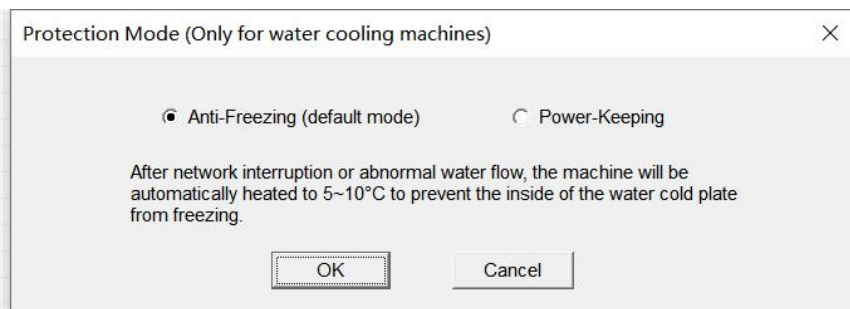 Protection Mode (Only for water cooling machines)
Anti-Freezing (default mode) Power-Keeping
After network interruption or abnormal water flow, the machine will be
automatically heated to 5~10°C to prevent the inside of the water cold plate
from freezing.
OK Cancel